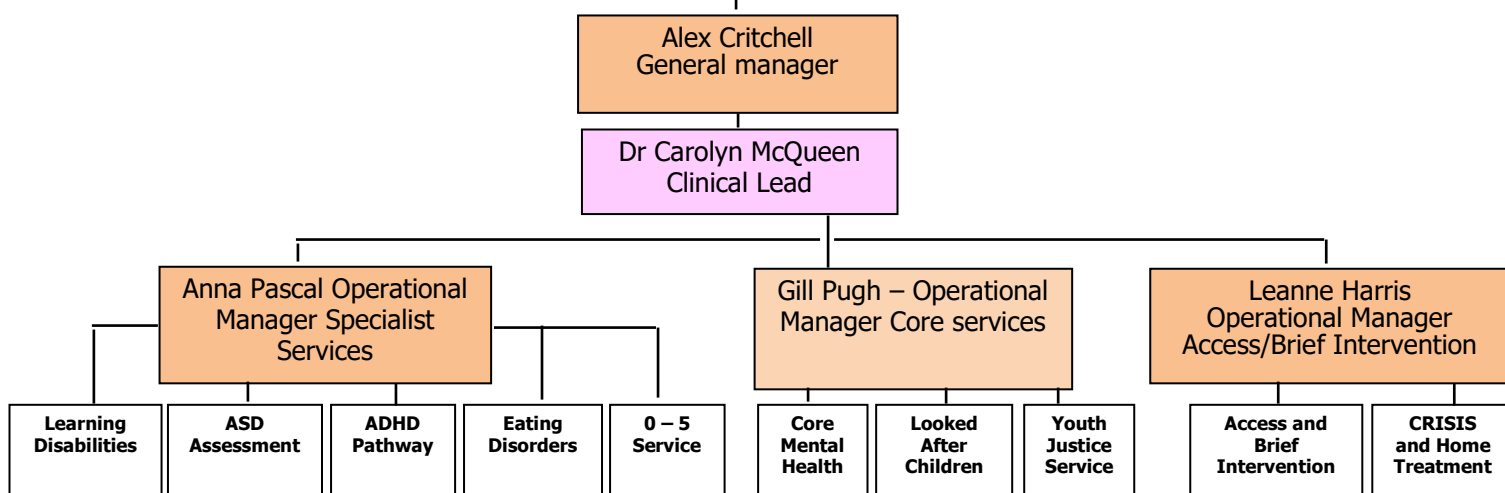 Alex Critchell
General manager
Dr Carolyn McQueen
Clinical Lead
Anna Pascal Operational
Manager Specialist
Services
Gill Pugh – Operational
Manager Core services
Leanne Harris
Operational Manager
Access/Brief Intervention
Learning
Disabilities
ASD
Assessment
ADHD
Pathway
Eating
Disorders
0 – 5
Service
Core
Mental
Health
Looked
After
Children
Youth
Justice
Service
Access and
Brief
Intervention
CRISIS
and Home
Treatment